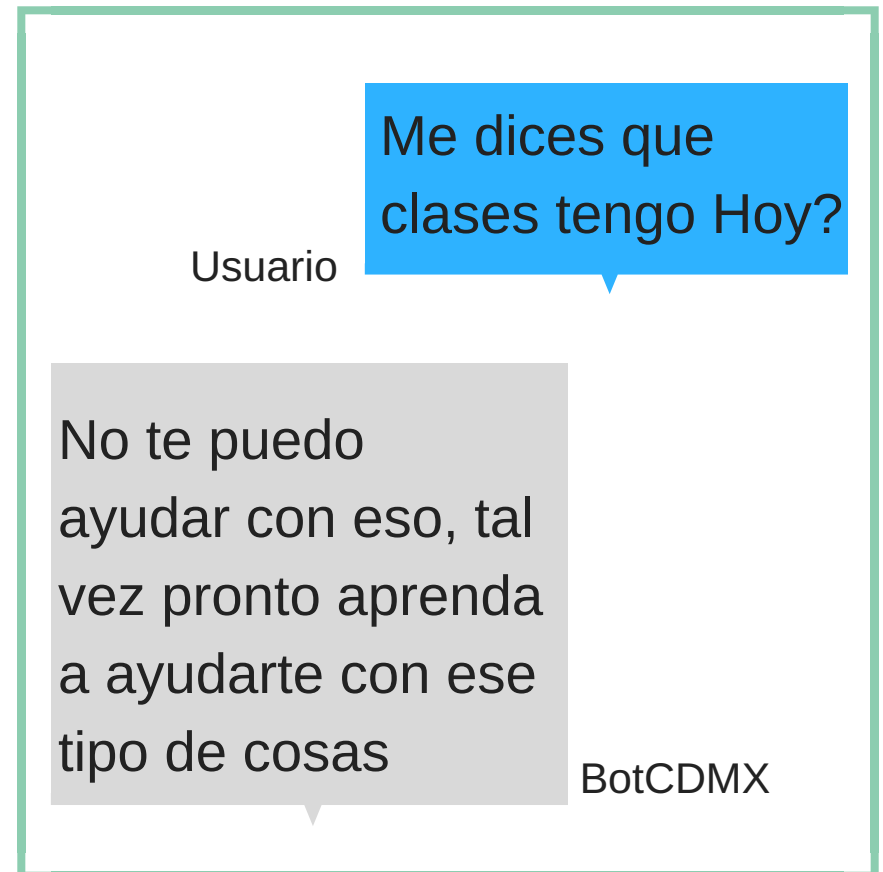 Me dices que
clases tengo Hoy?
Usuario
No te puedo
ayudar con eso, tal
vez pronto aprenda
a ayudarte con ese
tipo de cosas
BotCDMX